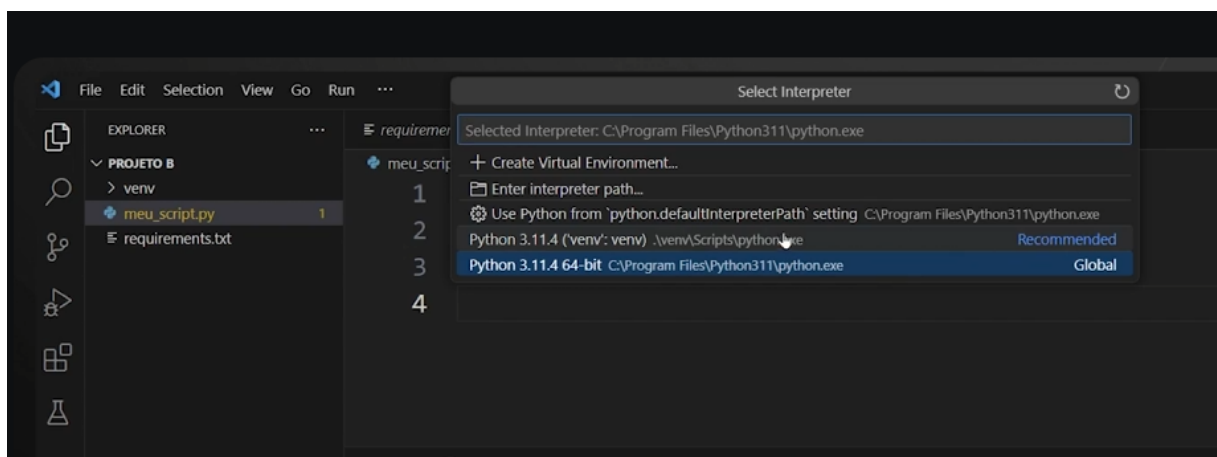 File Edit Selection View Go Run ···
Select Interpreter
EXPLORER ···
PROJETO B
venv
meu_script.py 1
requirements.txt
Selected Interpreter: C:\Program Files\Python311\python.exe
Create Virtual Environment...
Enter interpreter path...
Use Python from `python.defaultInterpreterPath` setting C:\Program Files\Python311\python.exe
Python 3.11.4 ('venv': venv) .\venv\Scripts\python.exe Recommended
Python 3.11.4 64-bit C:\Program Files\Python311\python.exe Global
1
2
3
4